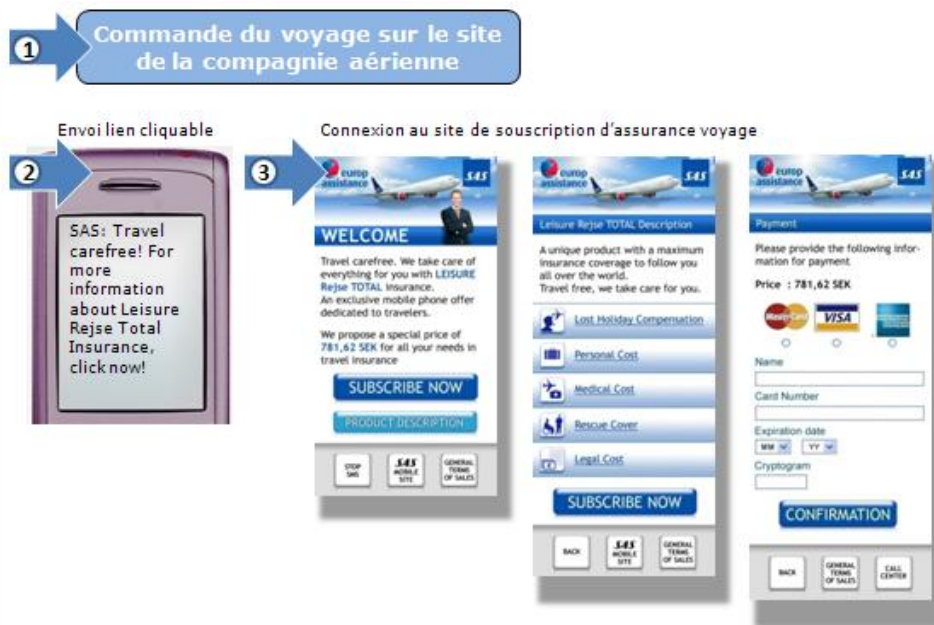 1
Commande du voyage sur le site
de la compagnie aérienne
Envoi lien cliquable
2
SAS: Travel
carefree! For
more
information
about Leisure
Rejse Total
Insurance,
click now!
Connexion au site de souscription d'assurance voyage
3
europ
assistance
SAS
WELCOME
Travel carefree. We take care of
everything for you with LEISURE
Rejse TOTAL insurance.
An exclusive mobile phone offer
dedicated to travelers.
We propose a special price of
781,62 SEK for all your needs in
travel insurance
SUBSCRIBE NOW
PRODUCT DESCRIPTION
STOP
SMS
SAS
MOBILE
SITE
GENERAL
TERMS
OF SALES
europ
assistance
SAS
Leisure Rejse TOTAL Description
A unique product with a maximum
insurance coverage to follow you
all over the world.
Travel free, we take care for you.
Lost Holiday Compensation
Personal Cost
Medical Cost
Rescue Cover
Legal Cost
SUBSCRIBE NOW
BACK
SAS
MOBILE
SITE
GENERAL
TERMS
OF SALES
europ
assistance
SAS
Payment
Please provide the following infor-
mation for payment
Price : 781,62 SEK
MasterCard
VISA
Name
Card Number
Expiration date
MM
YY
Cryptogram
CONFIRMATION
BACK
GENERAL
TERMS
OF SALES
CALL
CENTER